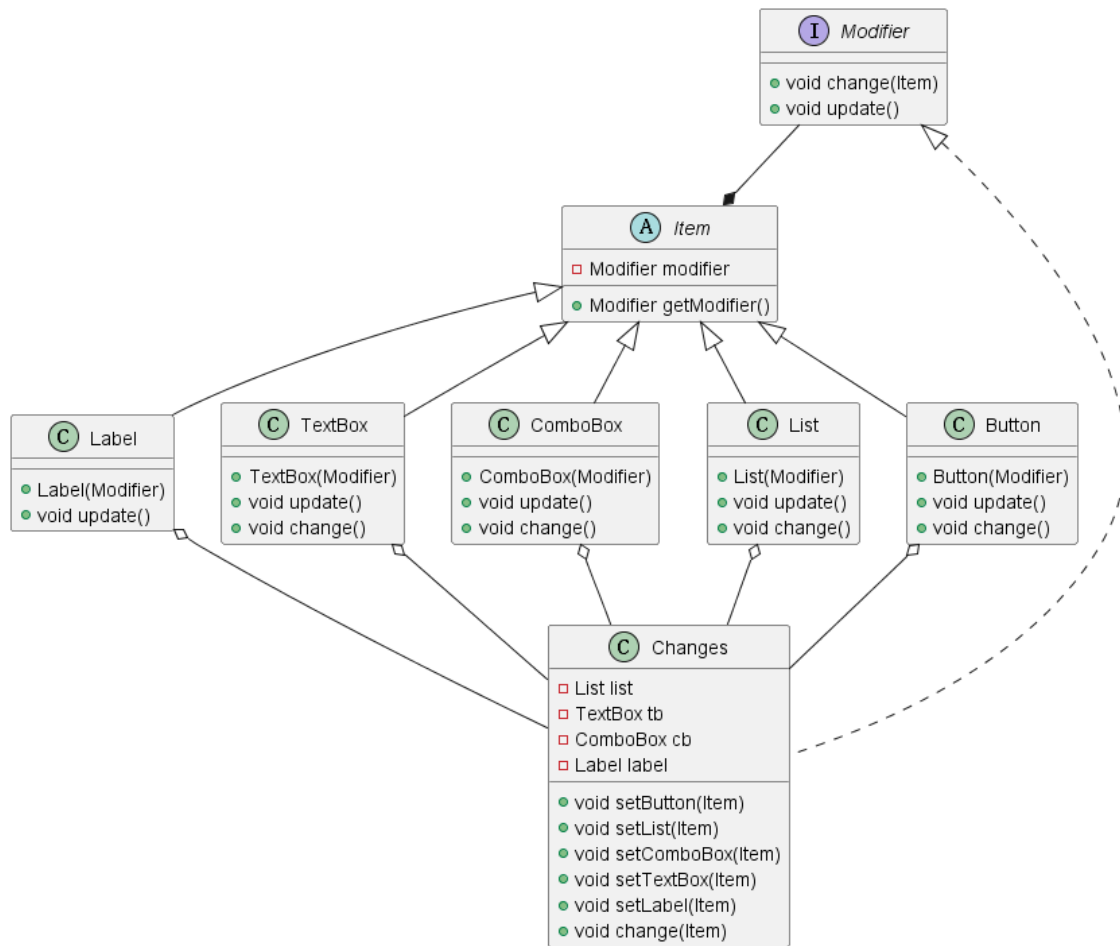 I Modifier
void change(Item)
void update()
A Item
Modifier modifier
Modifier getModifier()
C Label
Label(Modifier)
void update()
C TextBox
TextBox(Modifier)
void update()
void change()
C ComboBox
ComboBox(Modifier)
void update()
void change()
C List
List(Modifier)
void update()
void change()
C Button
Button(Modifier)
void update()
void change()
C Changes
List list
TextBox tb
ComboBox cb
Label label
void setButton(Item)
void setList(Item)
void setComboBox(Item)
void setTextBox(Item)
void setLabel(Item)
void change(Item)